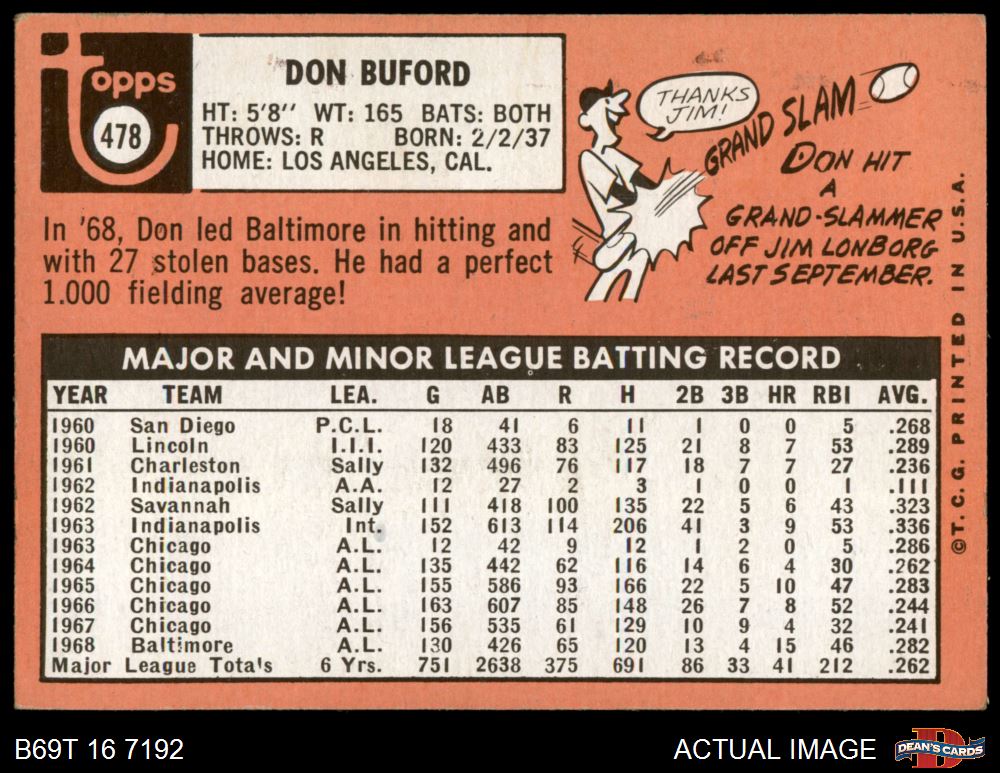 Topps
478
DON BUFORD
HT: 5'8'' WT: 165 BATS: BOTH
THROWS: R BORN: 2/2/37
HOME: LOS ANGELES, CAL.
In '68, Don led Baltimore in hitting and
with 27 stolen bases. He had a perfect
1.000 fielding average!
THANKS
JIM!
GRAND SLAM
DON HIT
A
GRAND-SLAMMER
OFF JIM LONBORG
LAST SEPTEMBER.
MAJOR AND MINOR LEAGUE BATTING RECORD
YEAR TEAM LEA. G AB R H 2B 3B HR RBI AVG.
1960 San Diego P.C.L. 18 41 6 11 1 0 0 5 .268
1960 Lincoln I.I.I. 120 433 83 125 21 8 7 53 .289
1961 Charleston Sally 132 496 76 117 18 7 7 27 .236
1962 Indianapolis A.A. 12 27 2 3 1 0 0 1 .111
1962 Savannah Sally 111 418 100 135 22 5 6 43 .323
1963 Indianapolis Int. 152 613 114 206 41 3 9 53 .336
1963 Chicago A.L. 12 42 9 12 1 2 0 5 .286
1964 Chicago A.L. 135 442 62 116 14 6 4 30 .262
1965 Chicago A.L. 155 586 93 166 22 5 10 47 .283
1966 Chicago A.L. 163 607 85 148 26 7 8 52 .244
1967 Chicago A.L. 156 535 61 129 10 9 4 32 .241
1968 Baltimore A.L. 130 426 65 120 13 4 15 46 .282
Major League Totals 6 Yrs. 751 2638 375 691 86 33 41 212 .262
©T.C.G. PRINTED IN U.S.A.
B69T 16 7192
ACTUAL IMAGE
DEAN'S CARDS